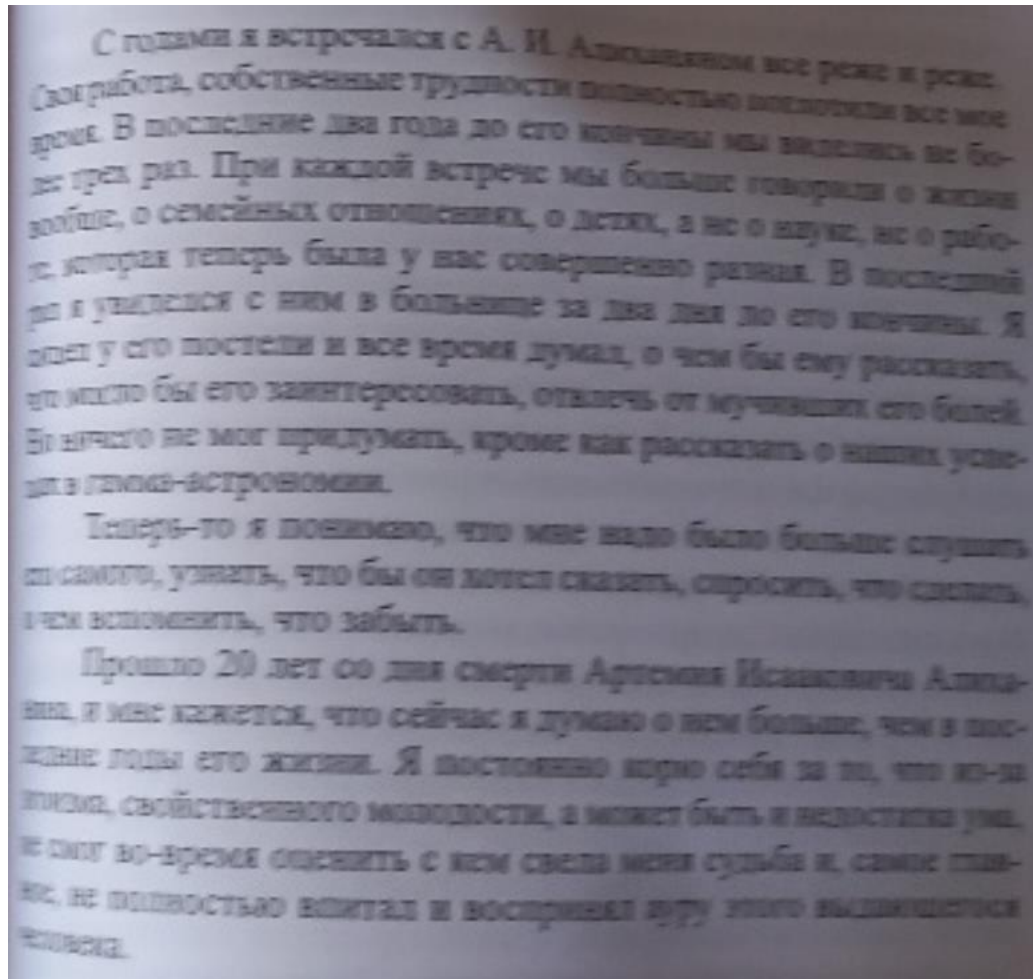 С годами я встречался с А. И. Алиханяном все реже и реже.
Своя работа, собственные трудности полностью поглотили все мое
время. В последние два года до его кончины мы виделись не бо-
лее трех раз. При каждой встрече мы больше говорили о жизни
вообще, о семейных отношениях, о детях, а не о науке, не о рабо-
те, которая теперь была у нас совершенно разная. В последний
раз я увиделся с ним в больнице за два дня до его кончины. Я
сидел у его постели и все время думал, о чем бы ему рассказать,
что могло бы его заинтересовать, отвлечь от мучивших его болей.
Но ничего не мог придумать, кроме как рассказать о наших успе-
хах в гамма-астрономии.
Теперь-то я понимаю, что мне надо было больше слушать
его самого, узнать, что бы он хотел сказать, спросить, что сделать,
о чем вспомнить, что забыть.
Прошло 20 лет со дня смерти Артемия Исааковича Алиха-
няна, и мне кажется, что сейчас я думаю о нем больше, чем в пос-
ледние годы его жизни. Я постоянно корю себя за то, что из-за
эгоизма, свойственного молодости, а может быть и недостатка ума,
не смог во-время оценить с кем свела меня судьба и, самое глав-
ное, не полностью впитал и воспринял ауру этого выдающегося
человека.